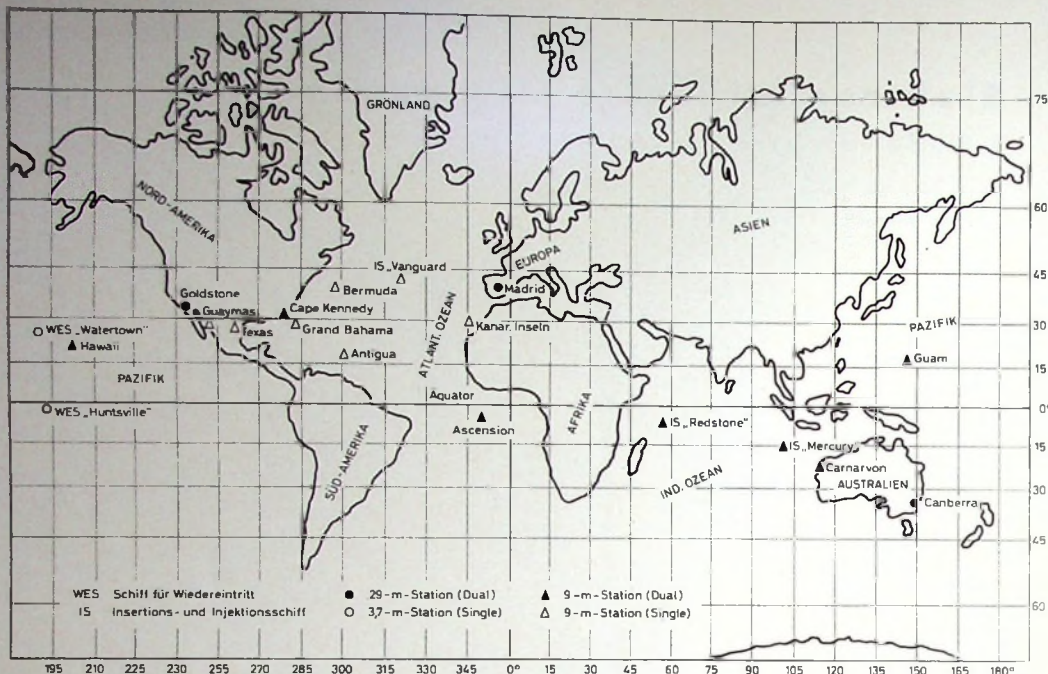 GRÖNLAND
NORD-AMERIKA
ASIEN
EUROPA
IS „Vanguard
Bermuda
Madrid
Goldstone
Guaymas
Cape Kennedy
Texas
Grand Bahama
Kanar. Inseln
ATLANT. OZEAN
PAZIFIK
WES „Watertown"
Hawaii
Antigua
Guam
PAZIFIK
Äquator
WES „Huntsville"
Ascension
AFRIKA
IS „Redstone"
IS „Mercury
SÜD-AMERIKA
IND. OZEAN
Carnarvon
AUSTRALIEN
Canberra
75
60
45
30
15
0°
15
30
45
60
WES Schiff für Wiedereintritt
29-m-Station (Dual)
9-m-Station (Dual)
IS Insertions- und Injektionsschiff
3,7-m-Station (Single)
9-m-Station (Single)
195 210 225 230 255 270 285 300 315 330 345 0° 15 30 45 60 75 90 105 115 135 150 165 180°